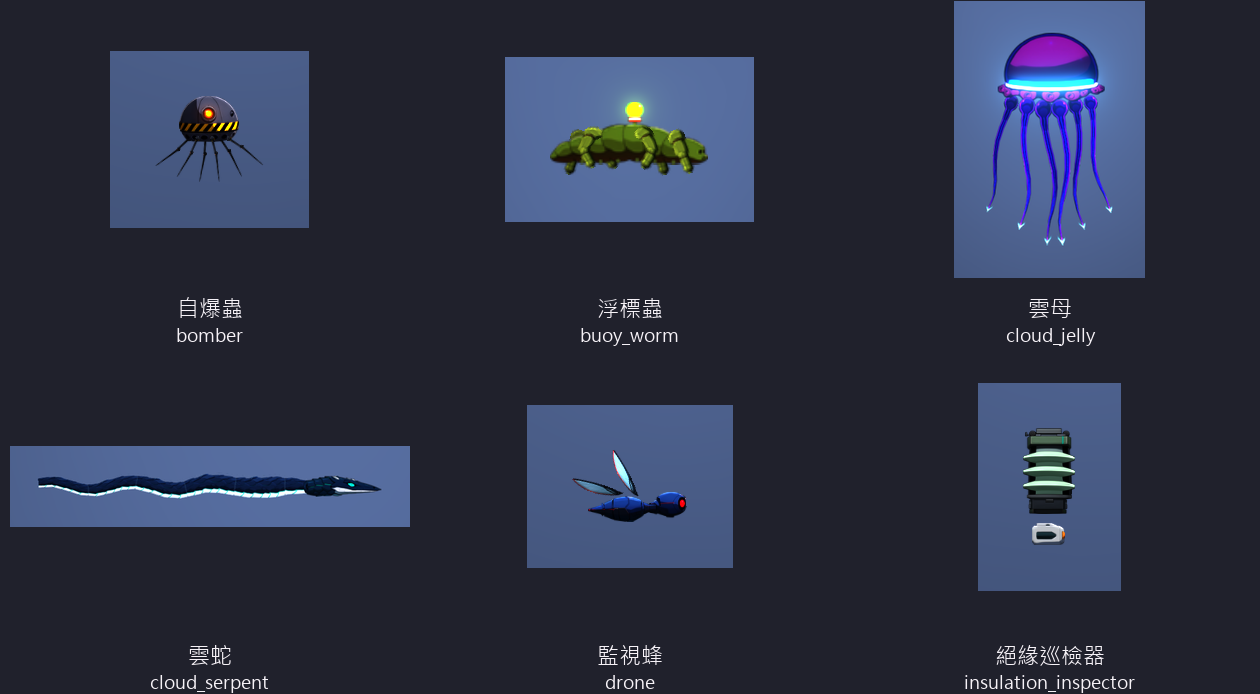 自爆蟲
bomber
浮標蟲
buoy_worm
雲母
cloud_jelly
雲蛇
cloud_serpent
監視蜂
drone
絕緣巡檢器
insulation_inspector